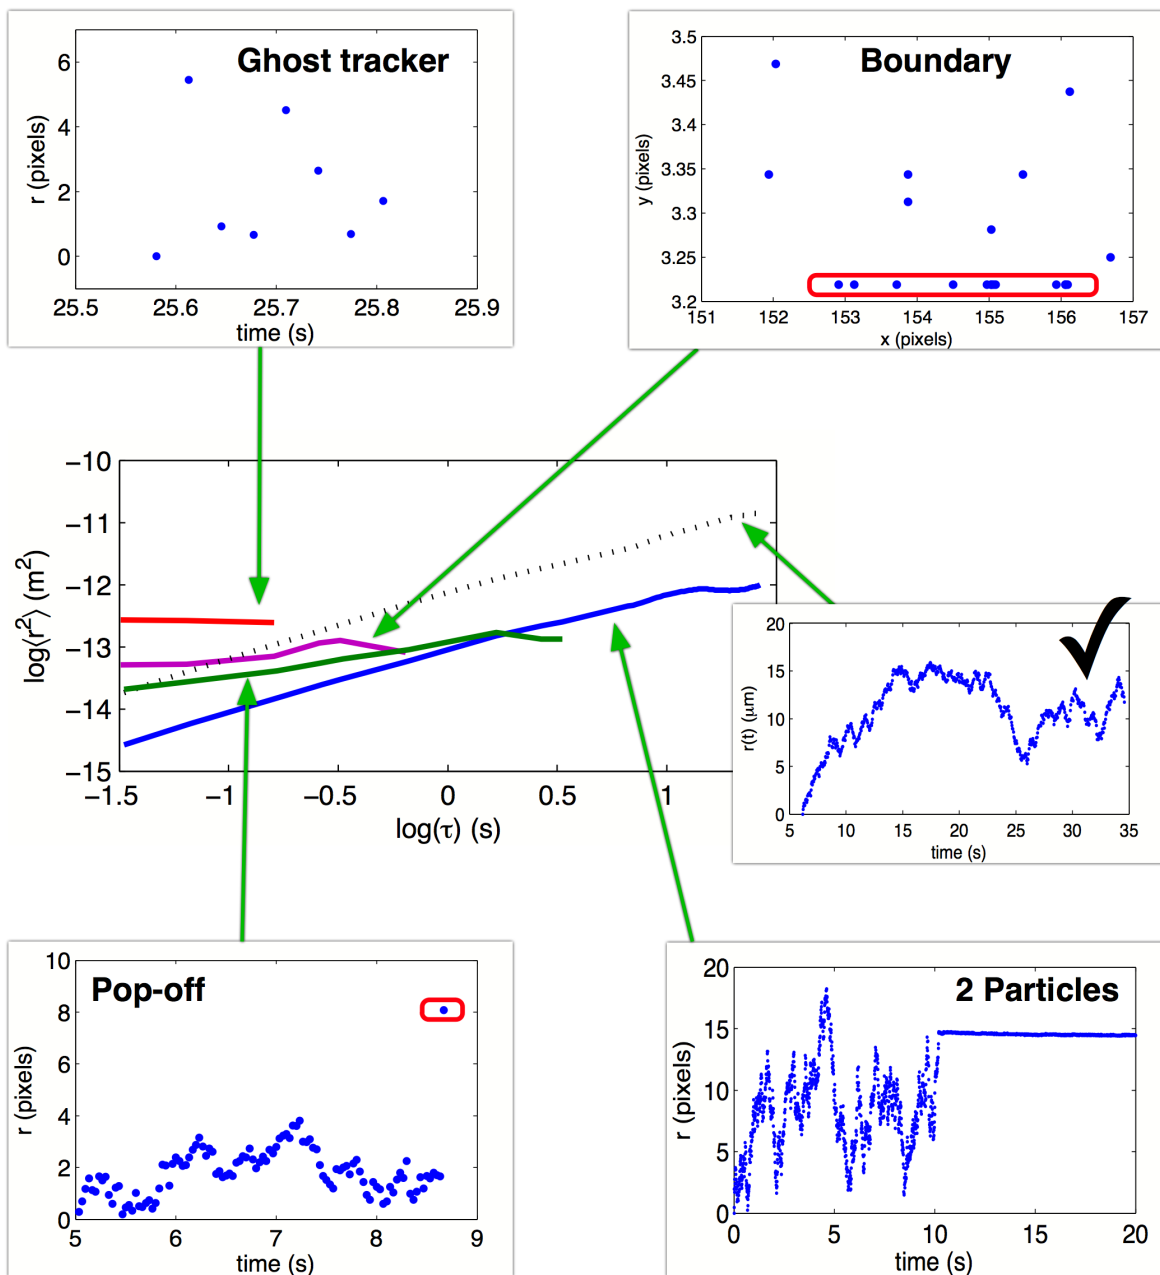 Ghost tracker
6
4
2
0
r (pixels)
25.5 25.6 25.7 25.8 25.9
time (s)
Boundary
3.5
3.45
3.4
3.35
3.3
3.25
3.2
y (pixels)
151 152 153 154 155 156 157
x (pixels)
−10
−11
−12
−13
−14
−15
log⟨r²⟩ (m²)
−1.5 −1 −0.5 0 0.5 1
log(τ) (s)
20
15
10
5
0
r(t) (μm)
5 10 15 20 25 30 35
time (s)
Pop-off
10
8
6
4
2
0
r (pixels)
5 6 7 8 9
time (s)
2 Particles
20
15
10
5
0
r (pixels)
0 5 10 15 20
time (s)